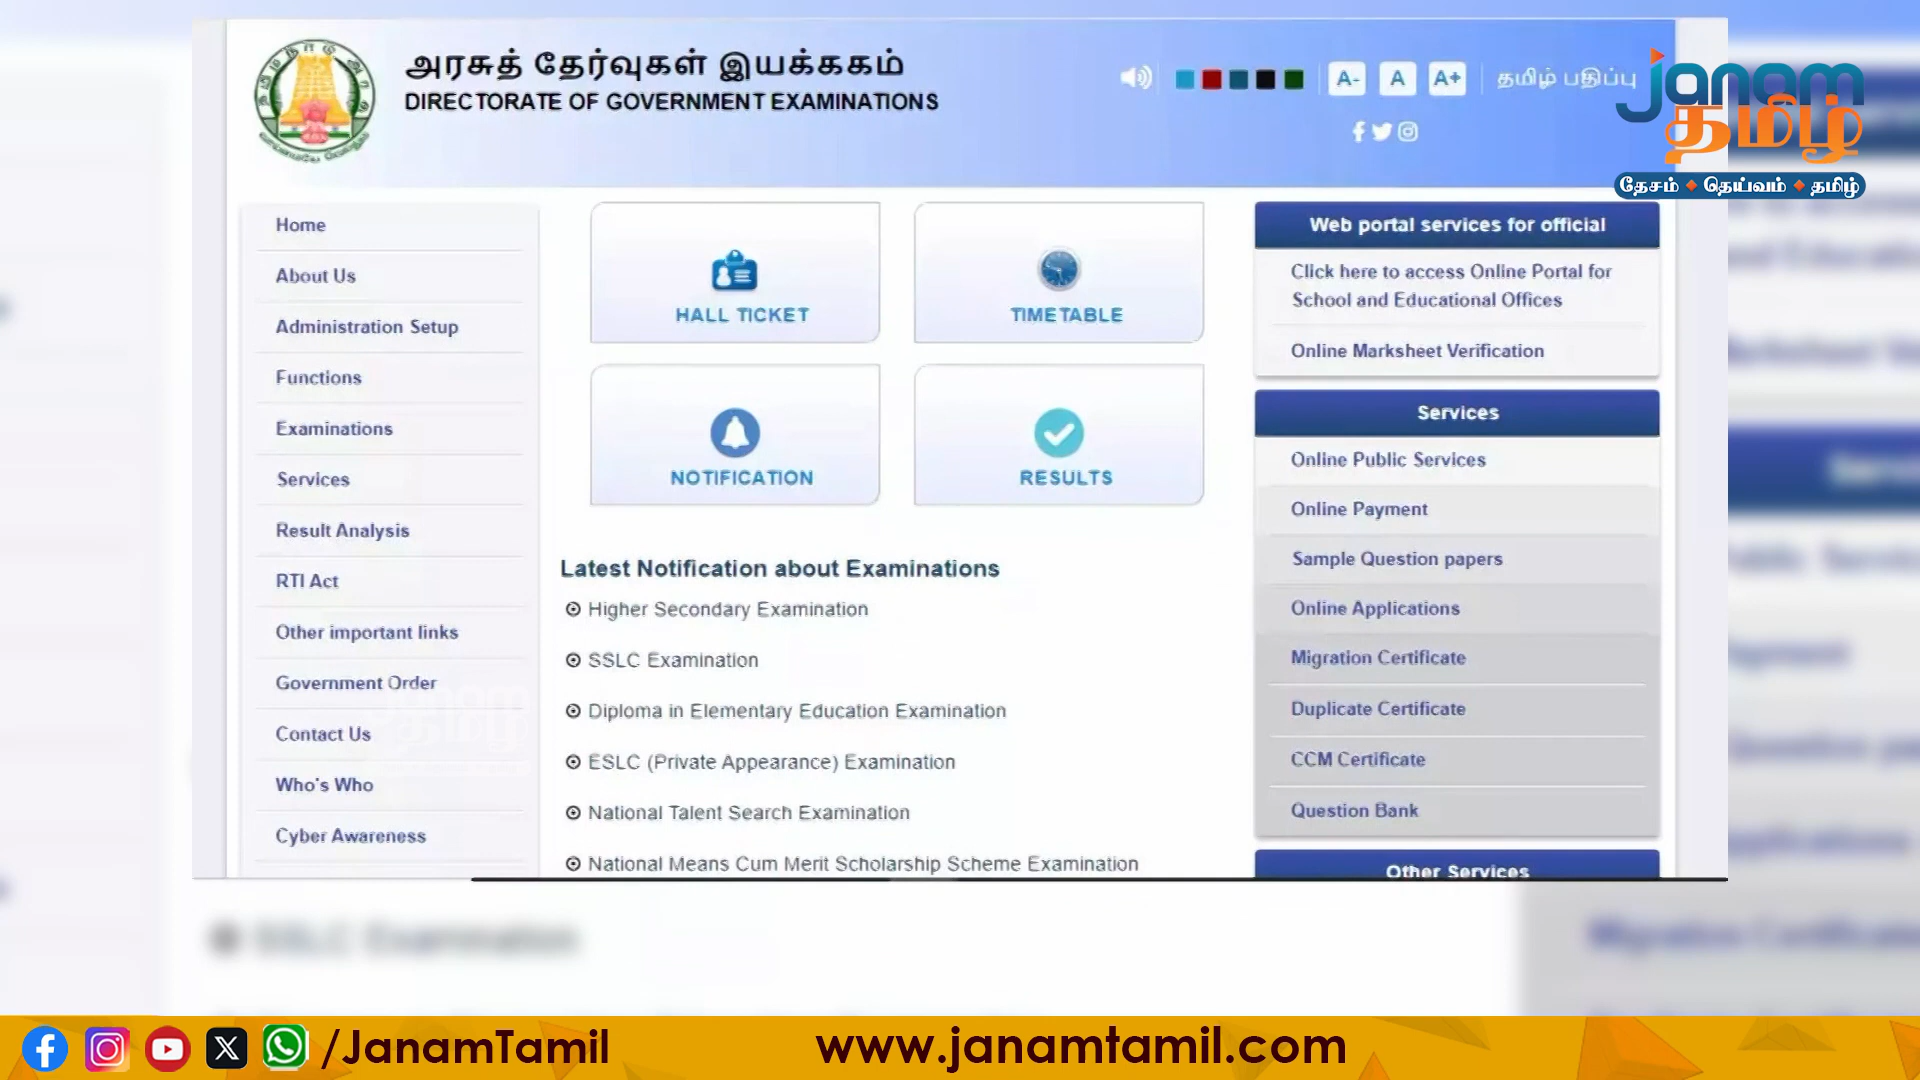 அரசுத் தேர்வுகள் இயக்ககம்
DIRECTORATE OF GOVERNMENT EXAMINATIONS
A- A A+ தமிழ் பதிப்பு
Janam
தமிழ்
தேசம் தெய்வம் தமிழ்
Home
About Us
Administration Setup
Functions
Examinations
Services
Result Analysis
RTI Act
Other important links
Government Order
Contact Us
Who's Who
Cyber Awareness
HALL TICKET
TIMETABLE
NOTIFICATION
RESULTS
Latest Notification about Examinations
Higher Secondary Examination
SSLC Examination
Diploma in Elementary Education Examination
ESLC (Private Appearance) Examination
National Talent Search Examination
National Means Cum Merit Scholarship Scheme Examination
Web portal services for official
Click here to access Online Portal for
School and Educational Offices
Online Marksheet Verification
Services
Online Public Services
Online Payment
Sample Question papers
Online Applications
Migration Certificate
Duplicate Certificate
CCM Certificate
Question Bank
Other Services
SSLC Examination
/JanamTamil
www.janamtamil.com